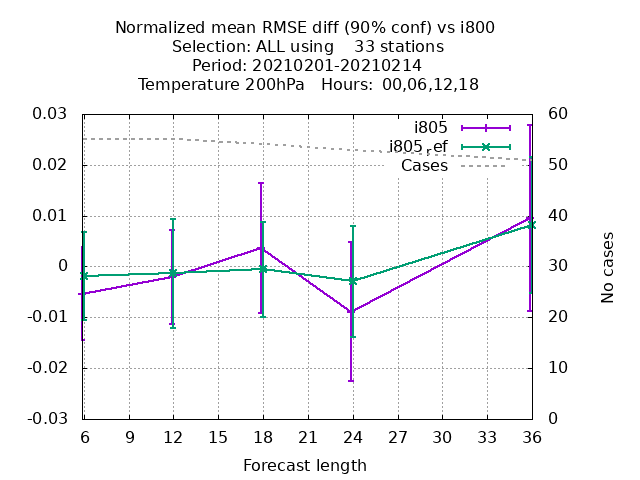 Normalized mean RMSE diff (90% conf) vs i800
Selection: ALL using    33 stations
Period: 20210201-20210214
Temperature 200hPa   Hours:  00,06,12,18
0.03
0.02
0.01
0
-0.01
-0.02
-0.03
i805
i805_ef
Cases
60
50
40
30
20
10
0
No cases
6 9 12 15 18 21 24 27 30 33 36
Forecast length